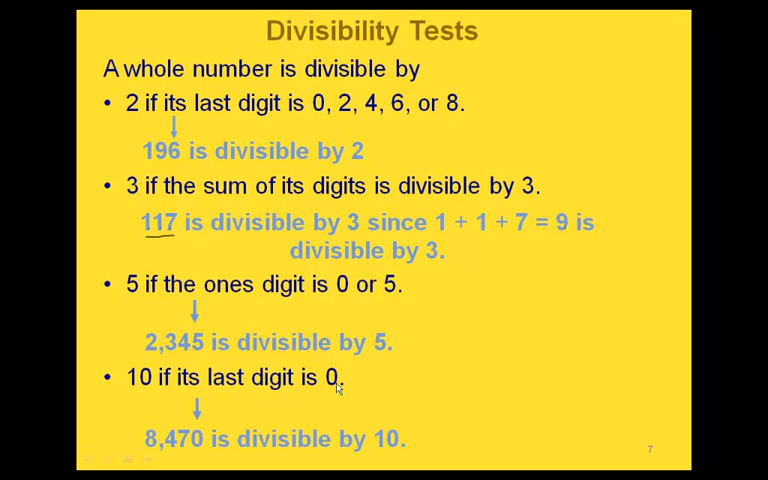 Divisibility Tests
A whole number is divisible by
• 2 if its last digit is 0, 2, 4, 6, or 8.
196 is divisible by 2
• 3 if the sum of its digits is divisible by 3.
117 is divisible by 3 since 1 + 1 + 7 = 9 is
divisible by 3.
• 5 if the ones digit is 0 or 5.
2,345 is divisible by 5.
• 10 if its last digit is 0.
8,470 is divisible by 10.
7